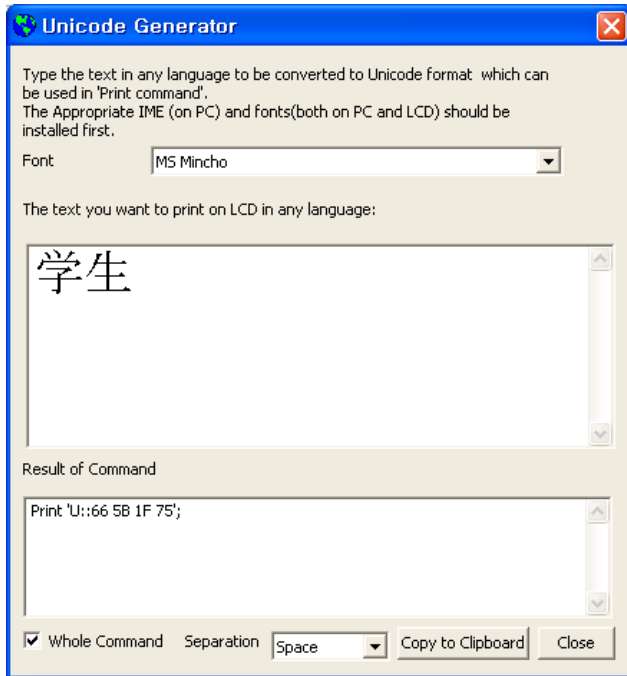 Unicode Generator
Type the text in any language to be converted to Unicode format  which can
be used in 'Print command'.
The Appropriate IME (on PC) and fonts(both on PC and LCD) should be
installed first.
Font
MS Mincho
The text you want to print on LCD in any language:
学生
Result of Command
Print 'U::66 5B 1F 75';
Whole Command
Separation
Space
Copy to Clipboard
Close